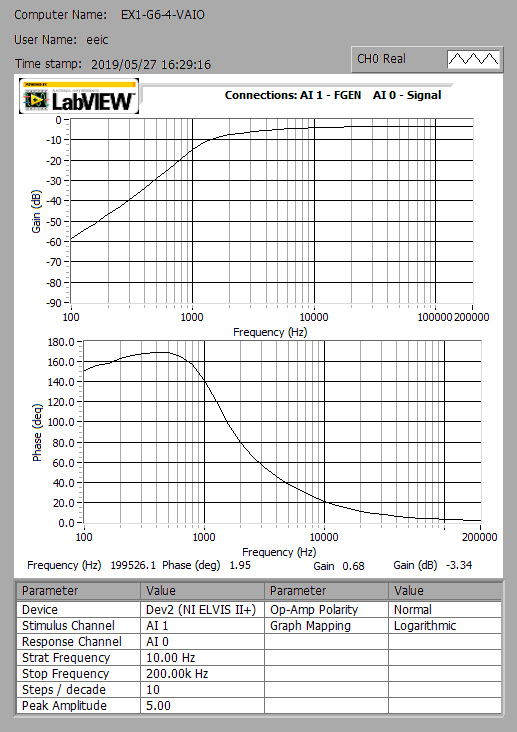 Computer Name: EX1-G6-4-VAIO
User Name: eeic
Time stamp: 2019/05/27 16:29:16
CH0 Real
LabVIEW™
Connections: AI 1 - FGEN AI 0 - Signal
0
-10
-20
-30
-40
-50
-60
-70
-80
-90
Gain (dB)
100 1000 10000 100000 200000
Frequency (Hz)
180.0
160.0
140.0
120.0
100.0
80.0
60.0
40.0
20.0
0.0
Phase (deg)
100 1000 10000 200000
Frequency (Hz)
Frequency (Hz) 199526.1 Phase (deg) 1.95 Gain 0.68 Gain (dB) -3.34
Parameter Value Parameter Value
Device Dev2 (NI ELVIS II+) Op-Amp Polarity Normal
Stimulus Channel AI 1 Graph Mapping Logarithmic
Response Channel AI 0
Strat Frequency 10.00 Hz
Stop Frequency 200.00k Hz
Steps / decade 10
Peak Amplitude 5.00